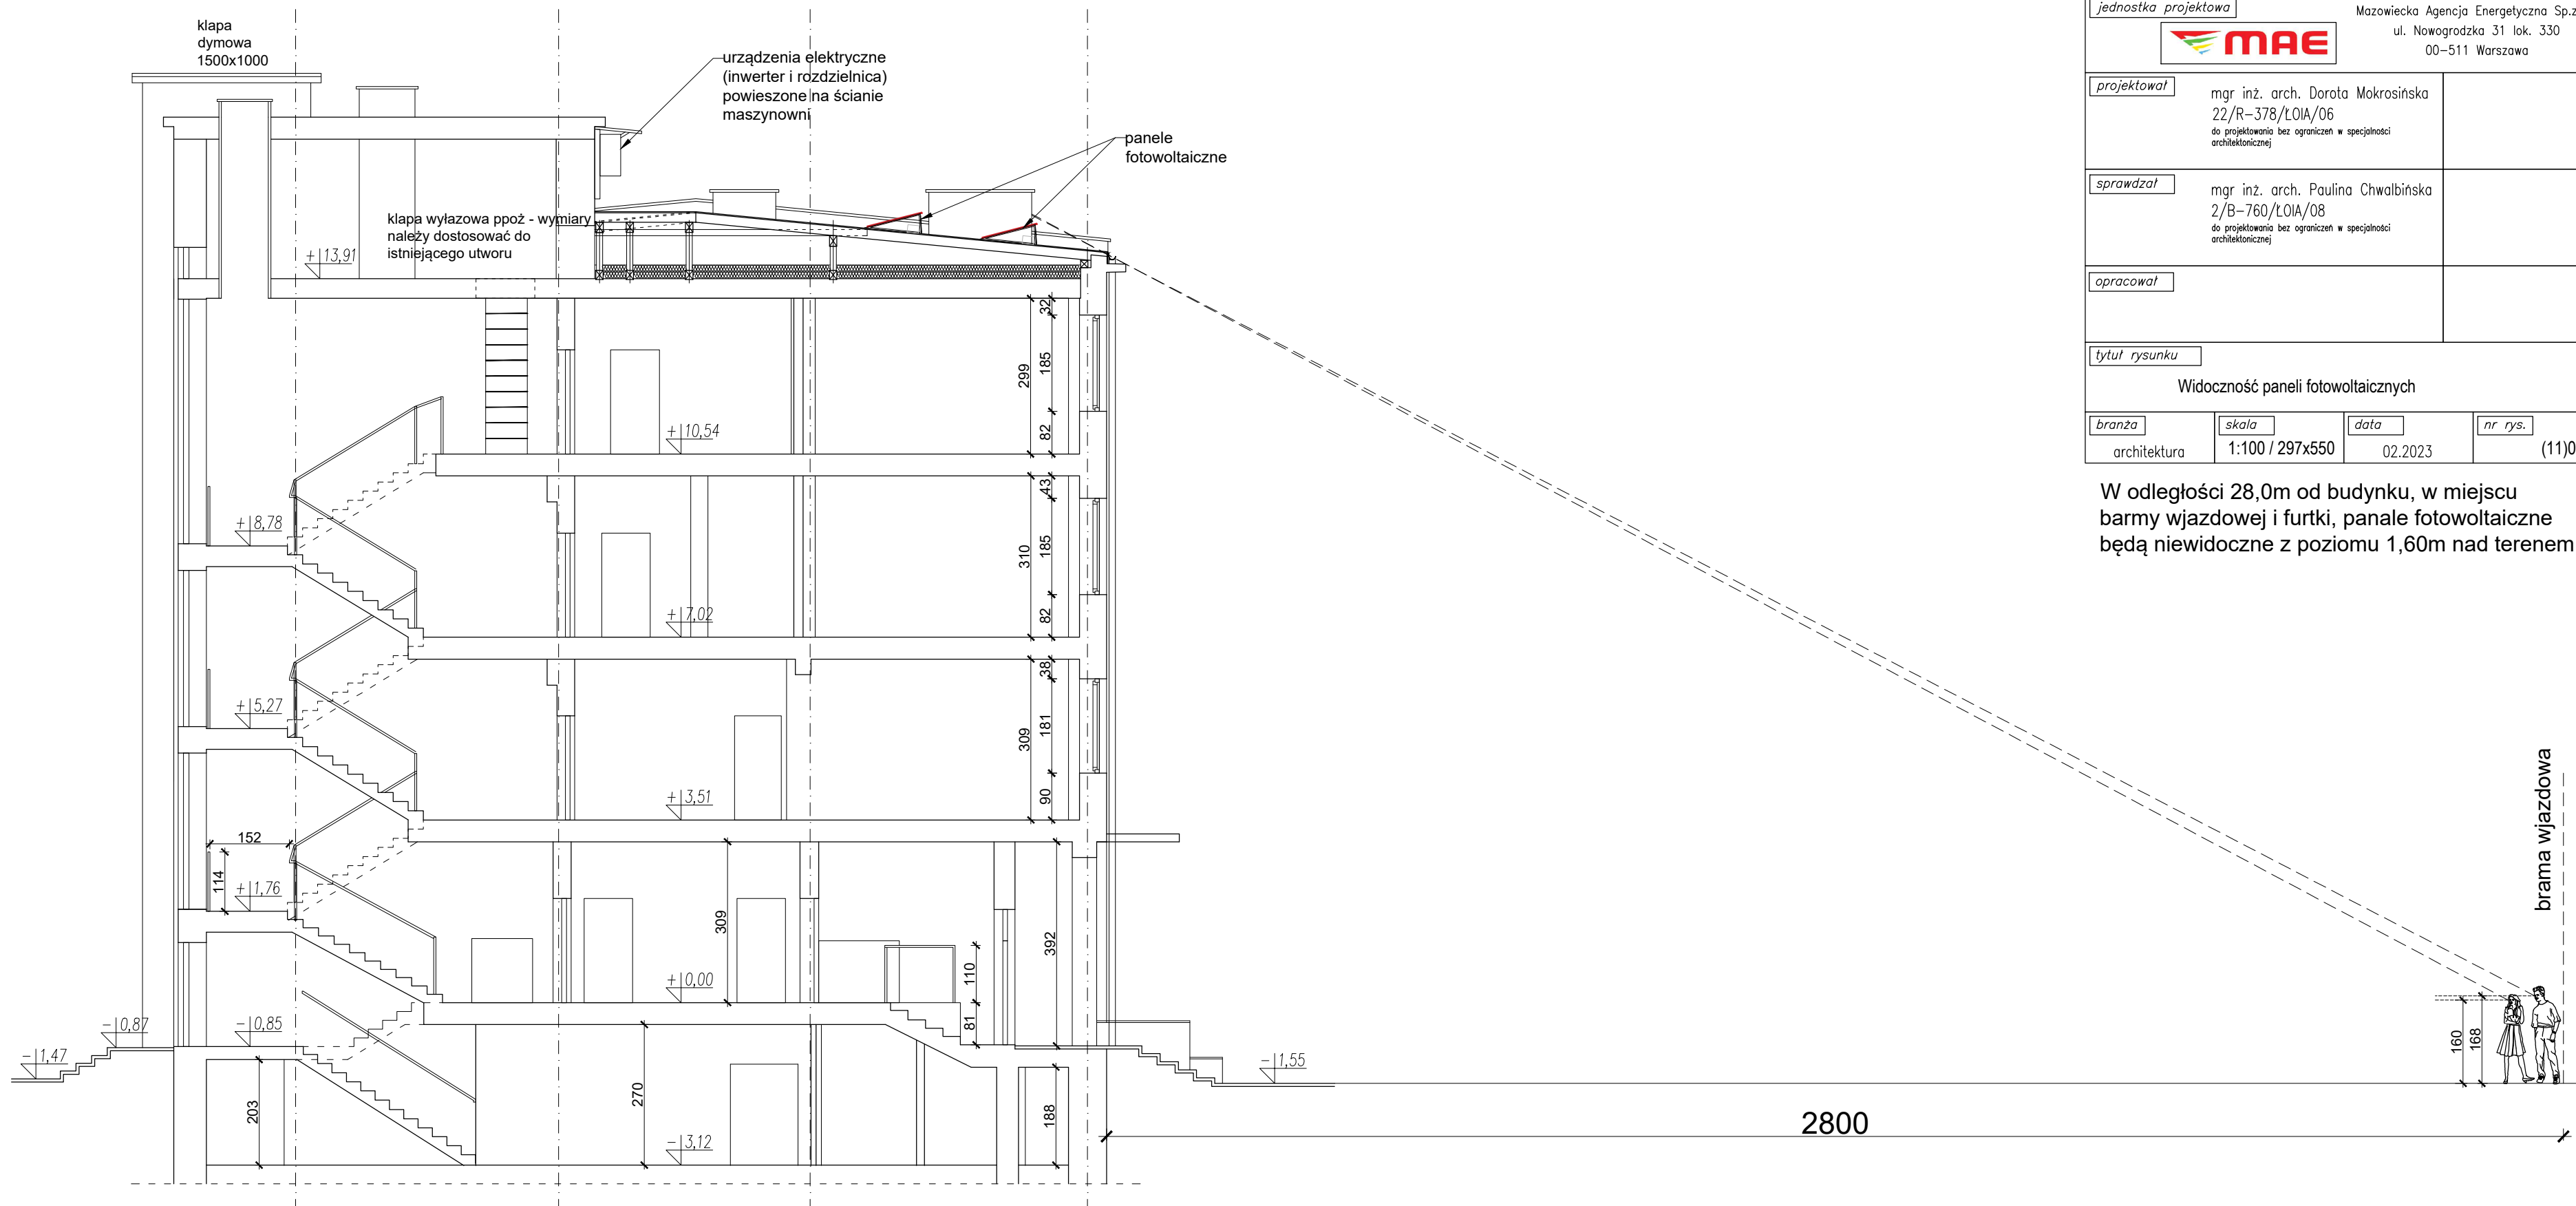 klapa
dymowa
1500x1000
urządzenia elektryczne
(inwerter i rozdzielnica)
powieszone na ścianie
maszynowni
panele
fotowoltaiczne
klapa wyłazowa ppoż - wymiary
należy dostosować do
istniejącego utworu
+13,91
+10,54
+8,78
+7,02
+5,27
+3,51
+1,76
+0,00
-0,87
-0,85
-1,47
-1,55
-3,12
32
185
299
82
43
185
310
82
38
181
309
90
152
114
309
392
110
81
203
270
188
160
168
2800
brama wjazdowa
jednostka projektowa
MAE
Mazowiecka Agencja Energetyczna Sp.z
ul. Nowogrodzka 31 lok. 330
00-511 Warszawa
projektował
mgr inż. arch. Dorota Mokrosińska
22/R-378/ŁOIA/06
do projektowania bez ograniczeń w specjalności
architektonicznej
sprawdzał
mgr inż. arch. Paulina Chwalbińska
2/B-760/ŁOIA/08
do projektowania bez ograniczeń w specjalności
architektonicznej
opracował
tytuł rysunku
Widoczność paneli fotowoltaicznych
branża
architektura
skala
1:100 / 297x550
data
02.2023
nr rys.
(11)0
W odległości 28,0m od budynku, w miejscu
barmy wjazdowej i furtki, panale fotowoltaiczne
będą niewidoczne z poziomu 1,60m nad terenem